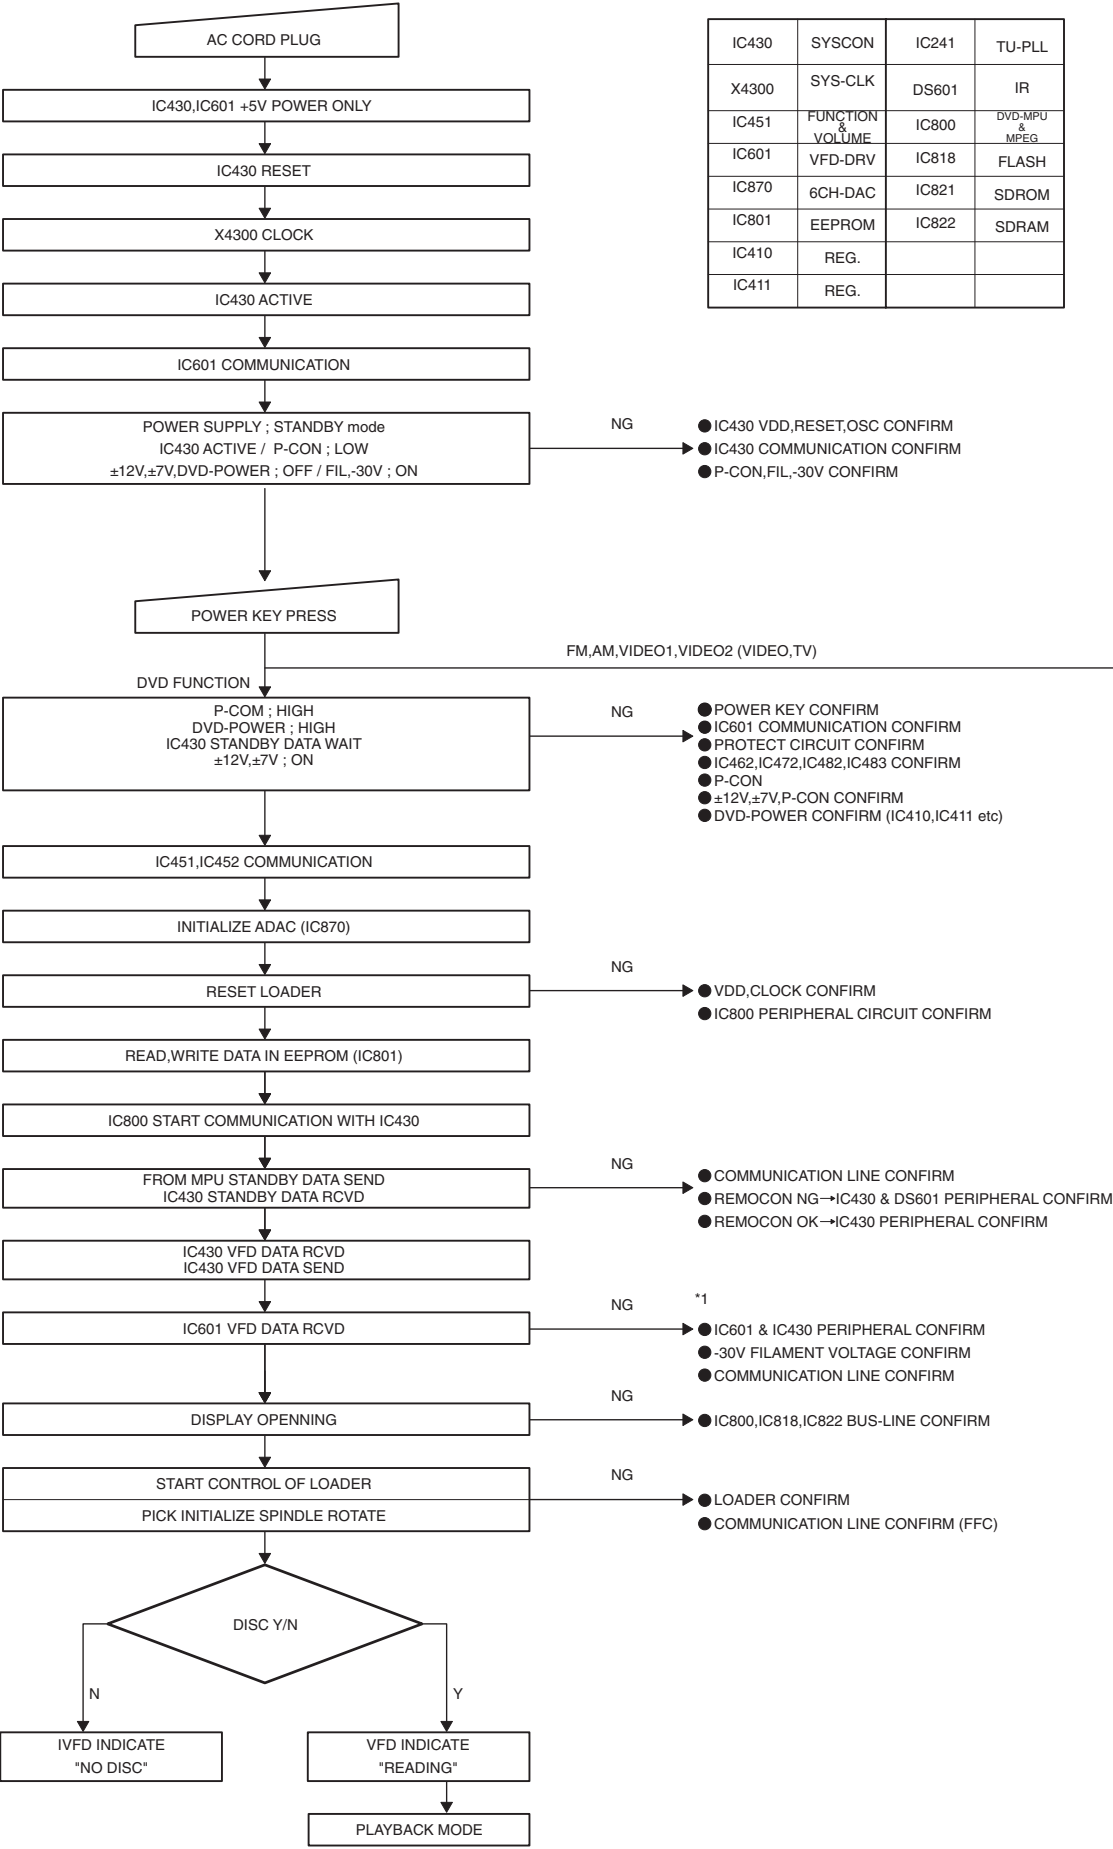 AC CORD PLUG
IC430,IC601 +5V POWER ONLY
IC430 RESET
X4300 CLOCK
IC430 ACTIVE
IC601 COMMUNICATION
POWER SUPPLY ; STANDBY mode
IC430 ACTIVE / P-CON ; LOW
±12V,±7V,DVD-POWER ; OFF / FIL,-30V ; ON
NG
●IC430 VDD,RESET,OSC CONFIRM
●IC430 COMMUNICATION CONFIRM
●P-CON,FIL,-30V CONFIRM
IC430 SYSCON IC241 TU-PLL
X4300 SYS-CLK DS601 IR
IC451 FUNCTION & VOLUME IC800 DVD-MPU & MPEG
IC601 VFD-DRV IC818 FLASH
IC870 6CH-DAC IC821 SDROM
IC801 EEPROM IC822 SDRAM
IC410 REG.
IC411 REG.
POWER KEY PRESS
FM,AM,VIDEO1,VIDEO2 (VIDEO,TV)
DVD FUNCTION
P-COM ; HIGH
DVD-POWER ; HIGH
IC430 STANDBY DATA WAIT
±12V,±7V ; ON
NG
●POWER KEY CONFIRM
●IC601 COMMUNICATION CONFIRM
●PROTECT CIRCUIT CONFIRM
●IC462,IC472,IC482,IC483 CONFIRM
●P-CON
●±12V,±7V,P-CON CONFIRM
●DVD-POWER CONFIRM (IC410,IC411 etc)
IC451,IC452 COMMUNICATION
INITIALIZE ADAC (IC870)
RESET LOADER
NG
●VDD,CLOCK CONFIRM
●IC800 PERIPHERAL CIRCUIT CONFIRM
READ,WRITE DATA IN EEPROM (IC801)
IC800 START COMMUNICATION WITH IC430
FROM MPU STANDBY DATA SEND
IC430 STANDBY DATA RCVD
NG
●COMMUNICATION LINE CONFIRM
●REMOCON NG→IC430 & DS601 PERIPHERAL CONFIRM
●REMOCON OK→IC430 PERIPHERAL CONFIRM
IC430 VFD DATA RCVD
IC430 VFD DATA SEND
IC601 VFD DATA RCVD
NG
*1
●IC601 & IC430 PERIPHERAL CONFIRM
●-30V FILAMENT VOLTAGE CONFIRM
●COMMUNICATION LINE CONFIRM
DISPLAY OPENNING
NG
●IC800,IC818,IC822 BUS-LINE CONFIRM
START CONTROL OF LOADER
PICK INITIALIZE SPINDLE ROTATE
NG
●LOADER CONFIRM
●COMMUNICATION LINE CONFIRM (FFC)
DISC Y/N
N
Y
IVFD INDICATE
"NO DISC"
VFD INDICATE
"READING"
PLAYBACK MODE